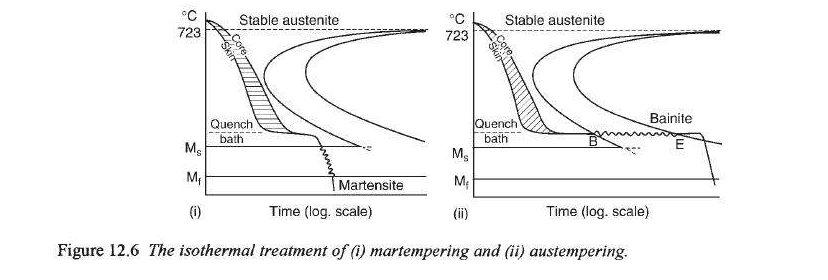 °C
723
Stable austenite
Core
Skin
Quench
bath
Ms
Mf
Martensite
(i)
Time (log. scale)
°C
723
Stable austenite
Core
Skin
Quench
bath
Bainite
B
E
Ms
Mf
(ii)
Time (log. scale)
Figure 12.6 The isothermal treatment of (i) martempering and (ii) austempering.